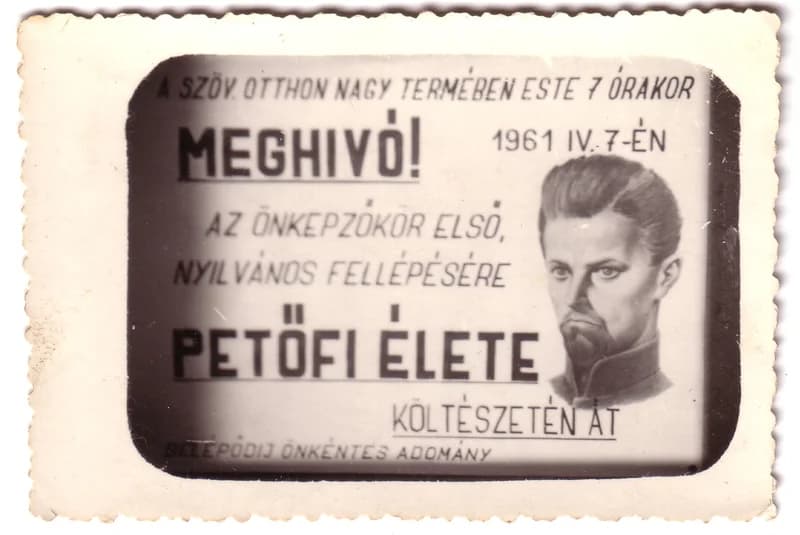 A SZÖV. OTTHON NAGY TERMÉBEN ESTE 7 ÓRAKOR
MEGHIVÓ!
1961 IV. 7-ÉN
AZ ÖNKEPZŐKÖR ELSŐ,
NYILVÁNOS FELLÉPÉSÉRE
PETŐFI ÉLETE
KÖLTÉSZETÉN ÁT
BELÉPŐDIJ ÖNKÉNTES ADOMÁNY